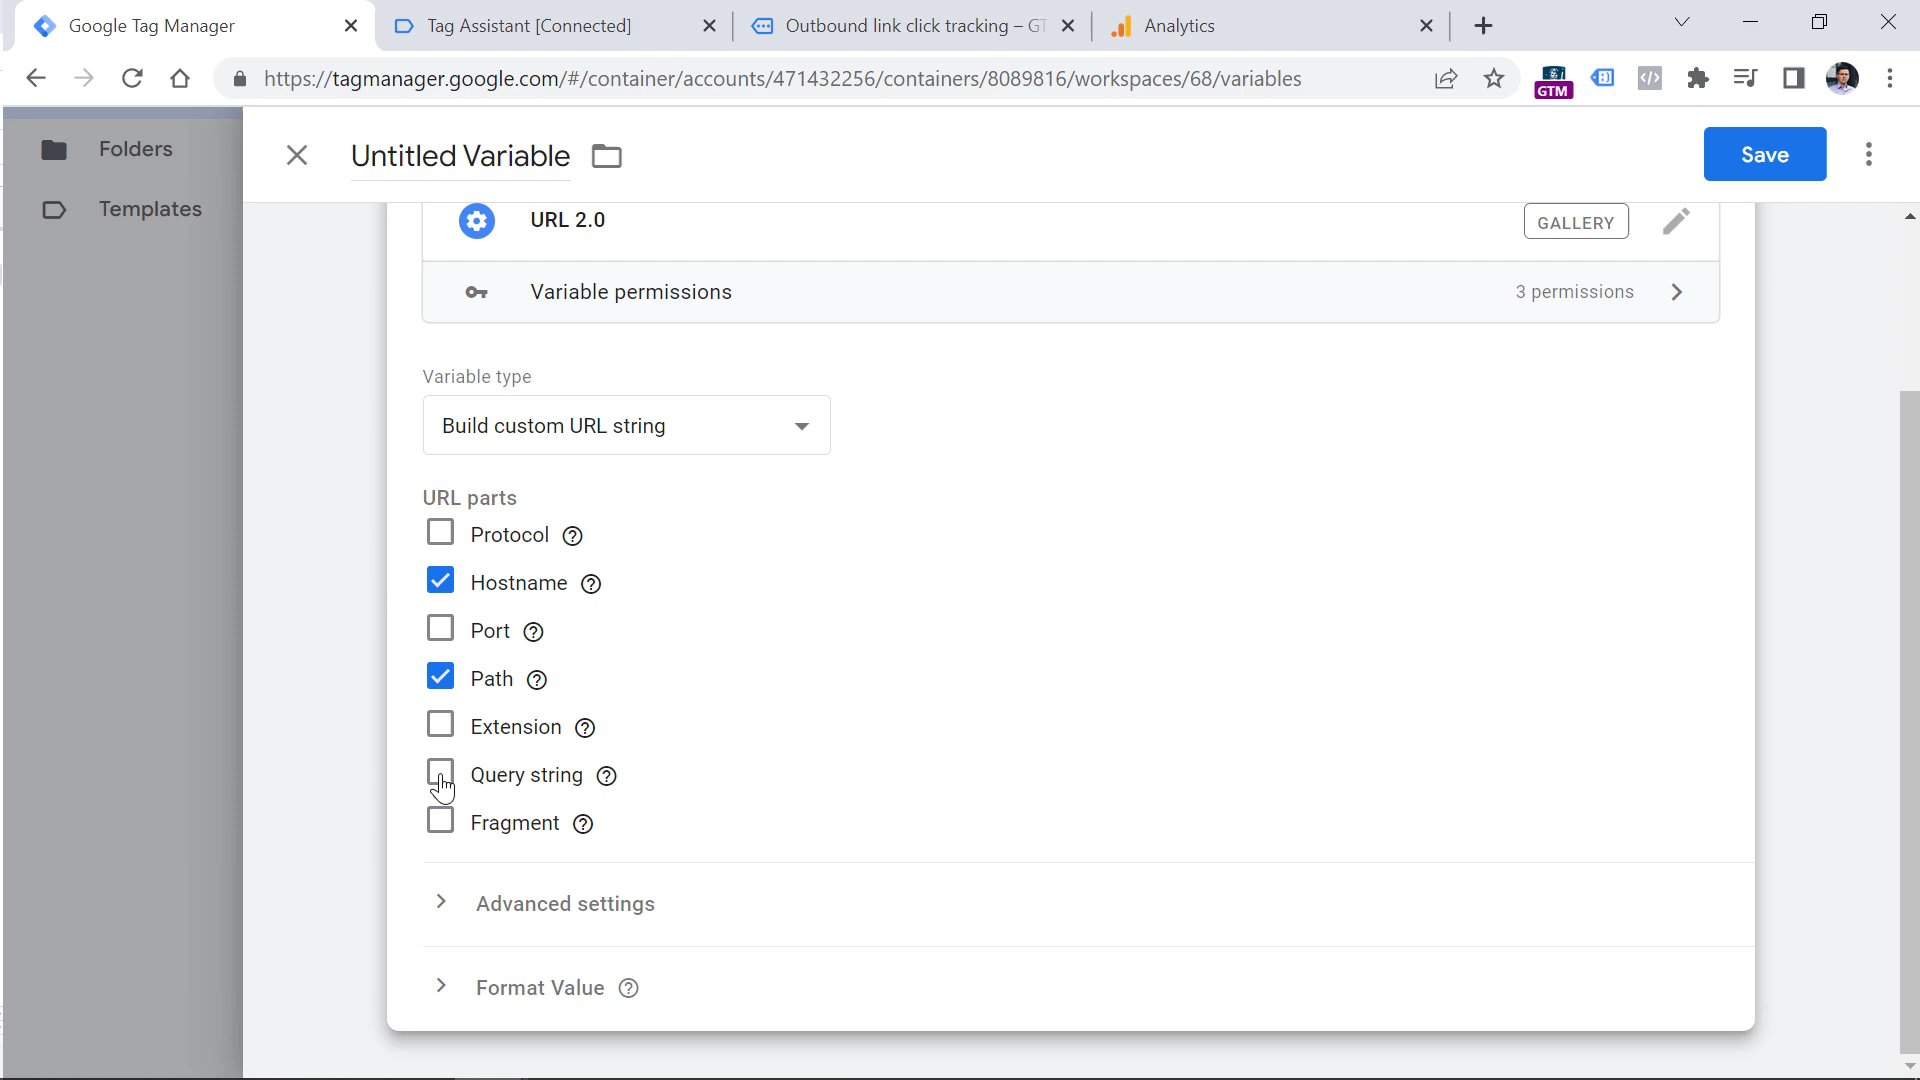 Google Tag Manager
Tag Assistant [Connected]
Outbound link click tracking – GT
Analytics
https://tagmanager.google.com/#/container/accounts/471432256/containers/8089816/workspaces/68/variables
GTM
Folders
Templates
Untitled Variable
Save
URL 2.0
GALLERY
Variable permissions
3 permissions
Variable type
Build custom URL string
URL parts
Protocol
Hostname
Port
Path
Extension
Query string
Fragment
Advanced settings
Format Value